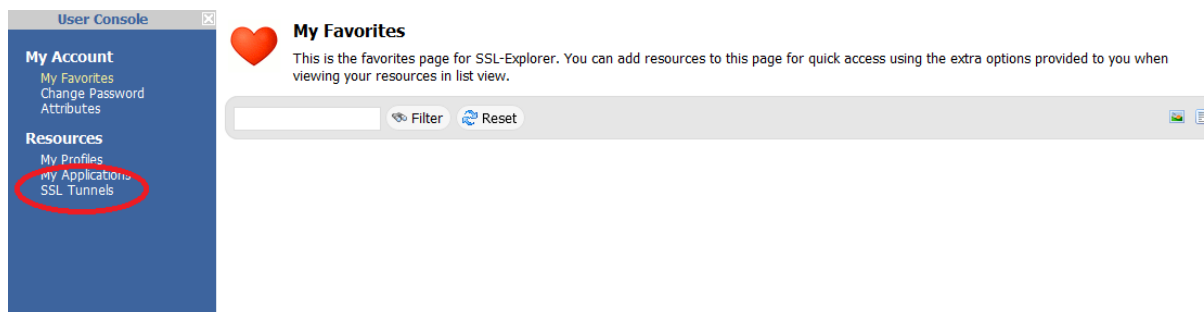 User Console
My Account
My Favorites
Change Password
Attributes
Resources
My Profiles
My Applications
SSL Tunnels
My Favorites
This is the favorites page for SSL-Explorer. You can add resources to this page for quick access using the extra options provided to you when
viewing your resources in list view.
Filter
Reset